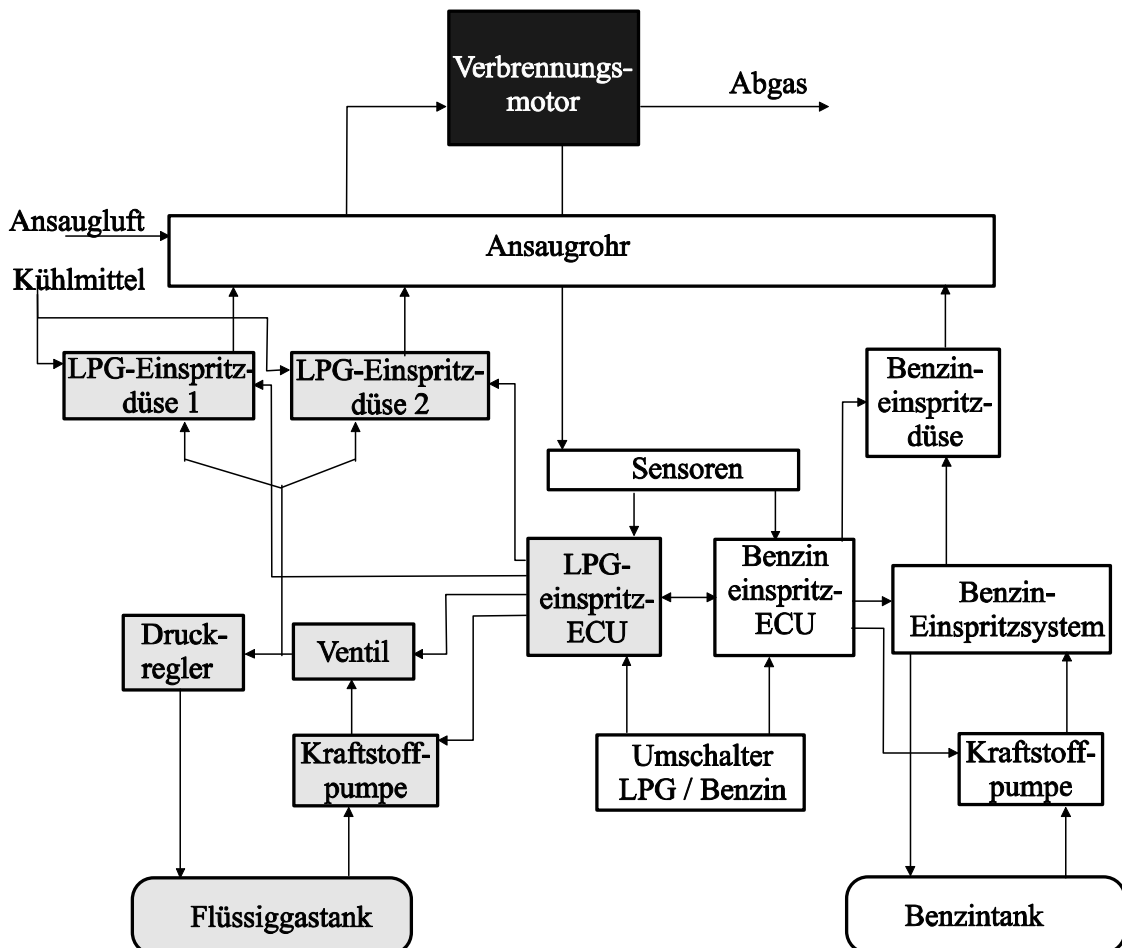 Verbrennungs-
motor
Abgas
Ansaugluft
Ansaugrohr
Kühlmittel
LPG-Einspritz-
düse 1
LPG-Einspritz-
düse 2
Benzin-
einspritz-
düse
Sensoren
LPG-
einspritz-
ECU
Benzin
einspritz-
ECU
Benzin-
Einspritzsystem
Druck-
regler
Ventil
Kraftstoff-
pumpe
Umschalter
LPG / Benzin
Kraftstoff-
pumpe
Flüssiggastank
Benzintank